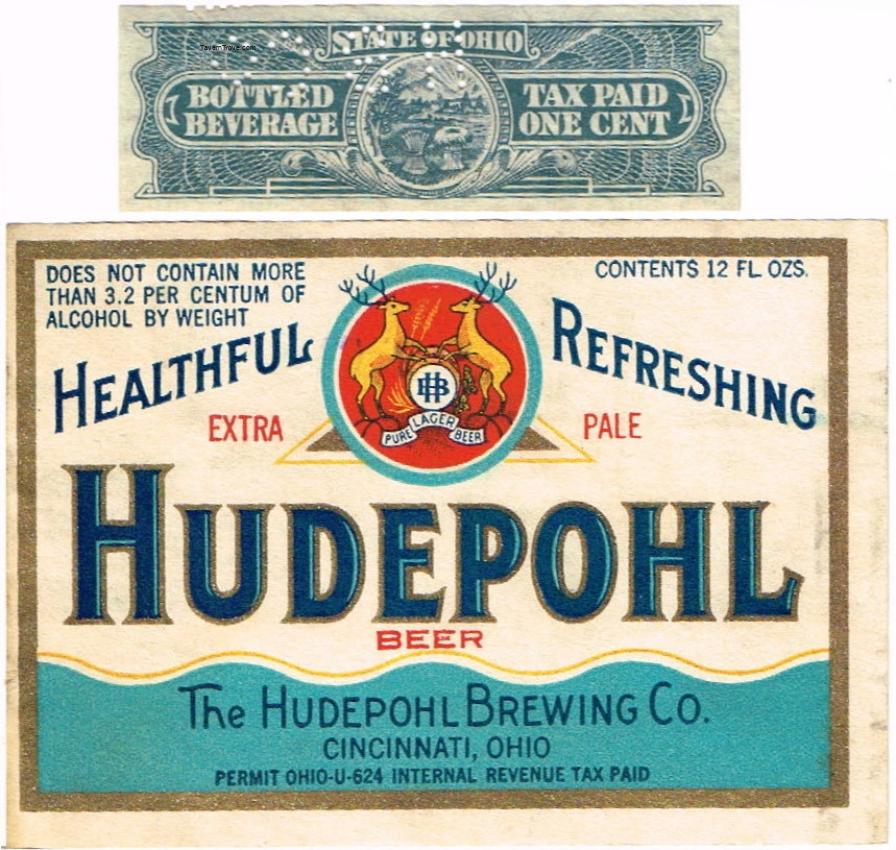 TavernTrove.com
STATE OF OHIO
BOTTLED BEVERAGE
TAX PAID ONE CENT
DOES NOT CONTAIN MORE
THAN 3.2 PER CENTUM OF
ALCOHOL BY WEIGHT
CONTENTS 12 FL. OZS.
HEALTHFUL
REFRESHING
HB
PURE LAGER BEER
EXTRA PALE
HUDEPOHL
BEER
The HUDEPOHL BREWING CO.
CINCINNATI, OHIO
PERMIT OHIO-U-624 INTERNAL REVENUE TAX PAID